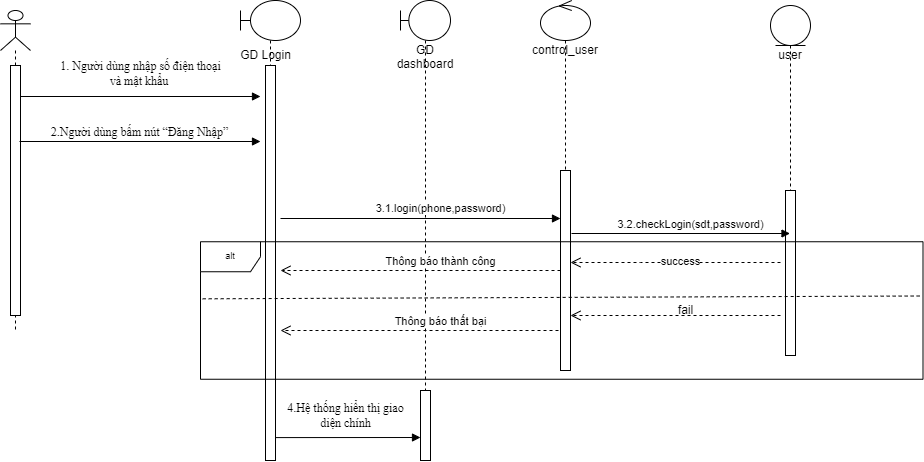 GD Login
GD
dashboard
control_user
user
1. Người dùng nhập số điện thoại
và mật khẩu
2.Người dùng bấm nút “Đăng Nhập”
3.1.login(phone,password)
3.2.checkLogin(sdt,password)
alt
Thông báo thành công
success
fail
Thông báo thất bại
4.Hệ thống hiển thị giao
diện chính